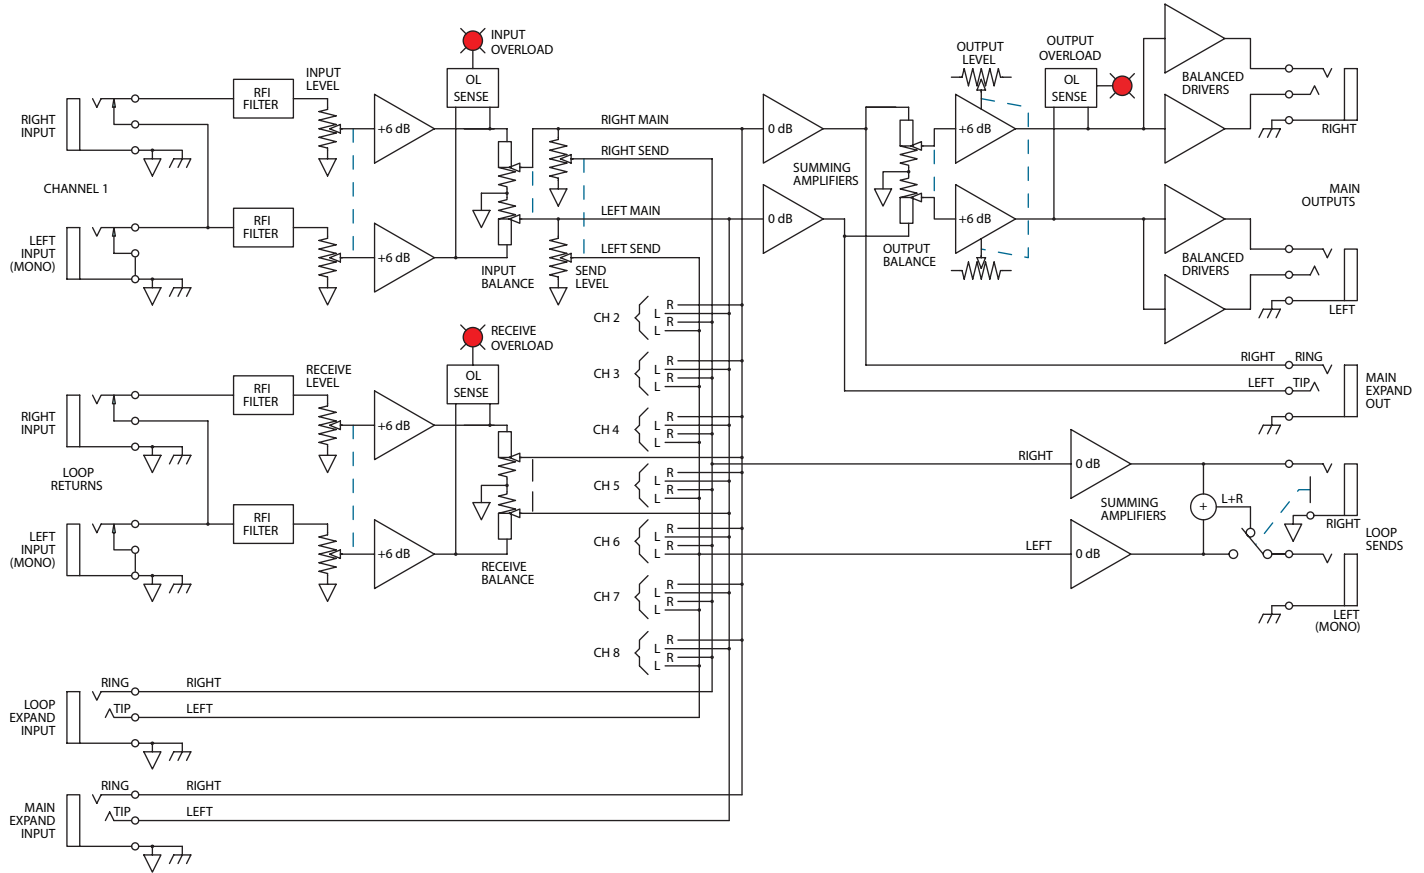 INPUT
OVERLOAD
OL
SENSE
INPUT
LEVEL
RFI
FILTER
RIGHT
INPUT
+6 dB
CHANNEL 1
LEFT
INPUT
(MONO)
RFI
FILTER
+6 dB
INPUT
BALANCE
RIGHT MAIN
RIGHT SEND
LEFT MAIN
LEFT SEND
SEND
LEVEL
0 dB
SUMMING
AMPLIFIERS
0 dB
OUTPUT
LEVEL
OUTPUT
OVERLOAD
OL
SENSE
+6 dB
+6 dB
OUTPUT
BALANCE
BALANCED
DRIVERS
RIGHT
MAIN
OUTPUTS
BALANCED
DRIVERS
LEFT
CH 2
R
L
R
L
CH 3
R
L
R
L
CH 4
R
L
R
L
CH 5
R
L
R
L
CH 6
R
L
R
L
CH 7
R
L
R
L
CH 8
R
L
R
L
RECEIVE
OVERLOAD
OL
SENSE
RECEIVE
LEVEL
RFI
FILTER
RIGHT
INPUT
+6 dB
LOOP
RETURNS
LEFT
INPUT
(MONO)
RFI
FILTER
+6 dB
RECEIVE
BALANCE
RIGHT
RING
LEFT
TIP
MAIN
EXPAND
OUT
RIGHT
0 dB
SUMMING
AMPLIFIERS
LEFT
0 dB
L+R
+
RIGHT
LOOP
SENDS
LEFT
(MONO)
RING
RIGHT
TIP
LEFT
LOOP
EXPAND
INPUT
RING
RIGHT
TIP
LEFT
MAIN
EXPAND
INPUT